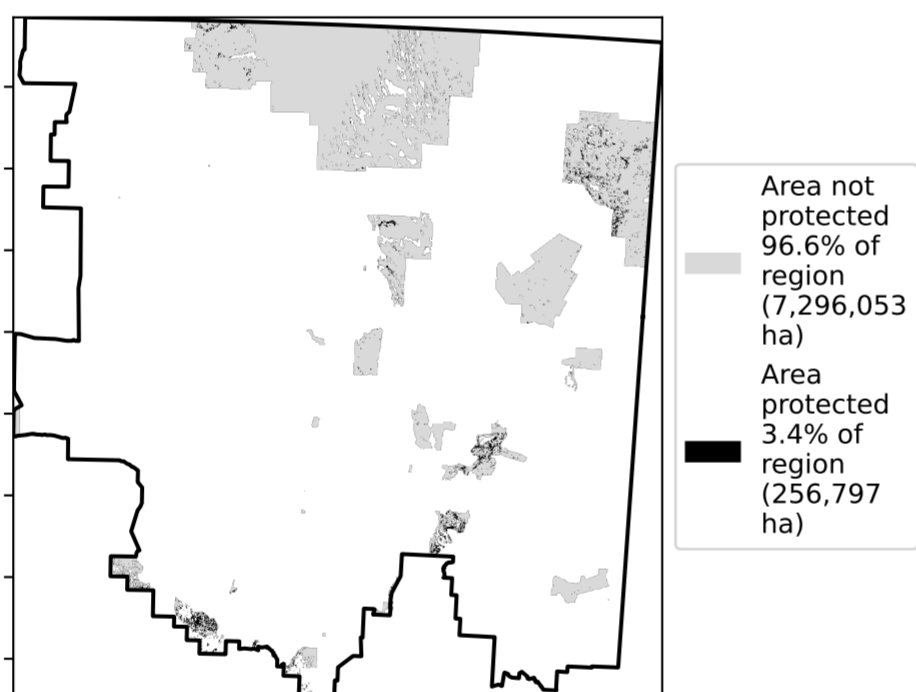 Area not
protected
96.6% of
region
(7,296,053
ha)
Area
protected
3.4% of
region
(256,797
ha)